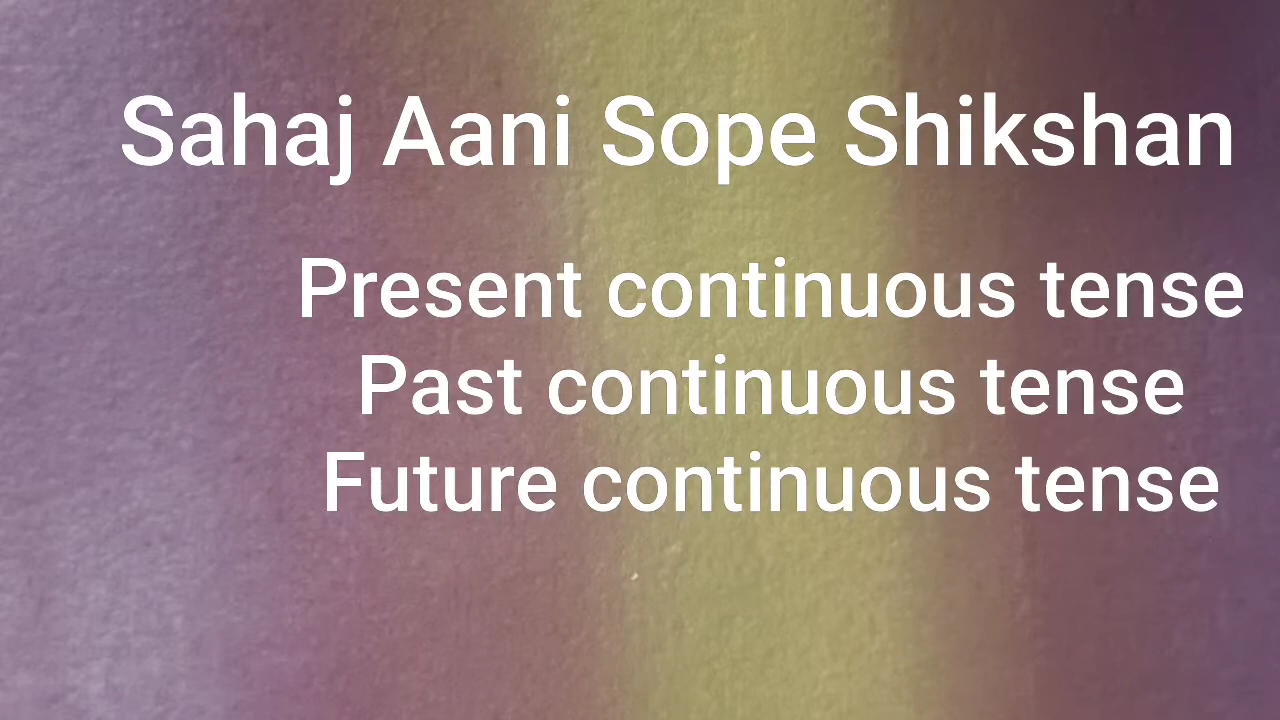 Sahaj Aani Sope Shikshan
Present continuous tense
Past continuous tense
Future continuous tense